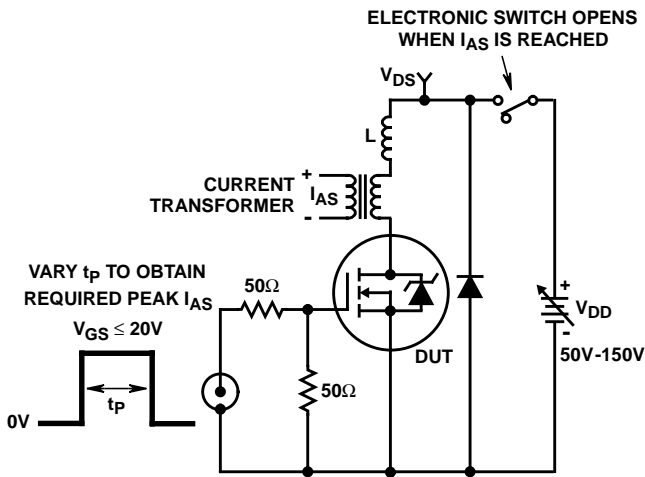 ELECTRONIC SWITCH OPENS
WHEN IAS IS REACHED
VDS
L
+
CURRENT
TRANSFORMER
IAS
-
VARY tP TO OBTAIN
REQUIRED PEAK IAS
50Ω
VGS ≤ 20V
+
VDD
-
DUT
50V-150V
50Ω
tP
0V